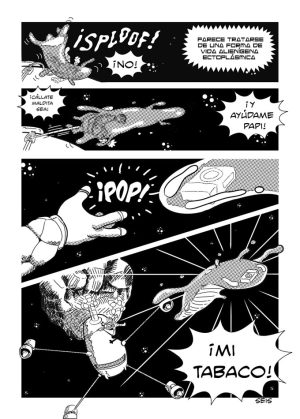 ¡SPLOOF!
¡NO!
PARECE TRATARSE
DE UNA FORMA DE
VIDA ALIENÍGENA
ECTOPLÁSMICA
¡CÁLLATE
MALDITA
SEA!
¡Y
AYÚDAME
PAPI!
¡POP!
¡MI
TABACO!
SEIS